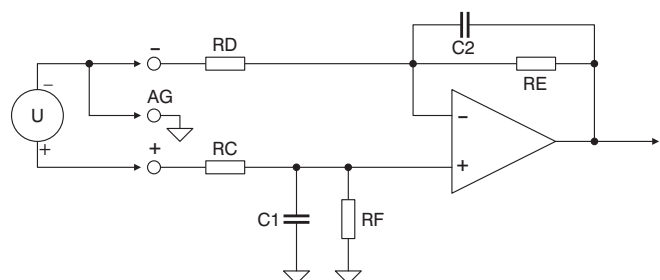 − RD
C2
RE
− AG
U
+ + RC
−
+
C1 RF